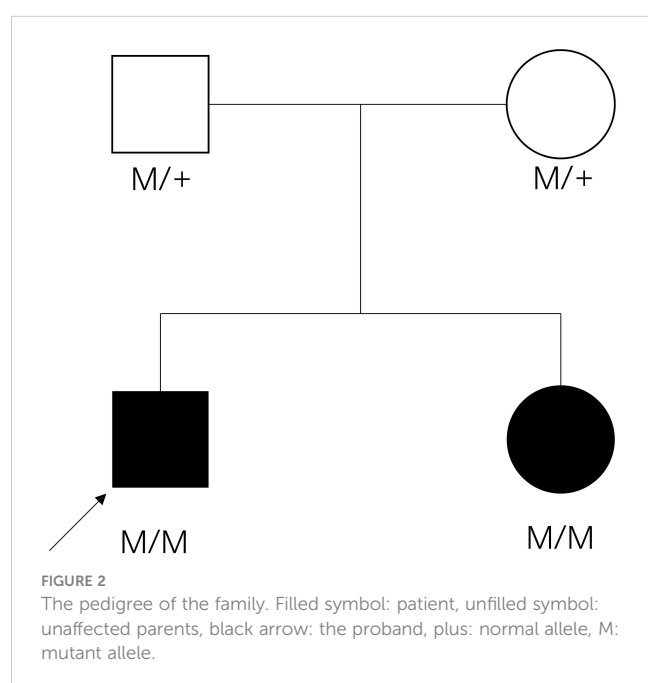 M/+ M/+
M/M M/M
FIGURE 2
The pedigree of the family. Filled symbol: patient, unfilled symbol:
unaffected parents, black arrow: the proband, plus: normal allele, M:
mutant allele.